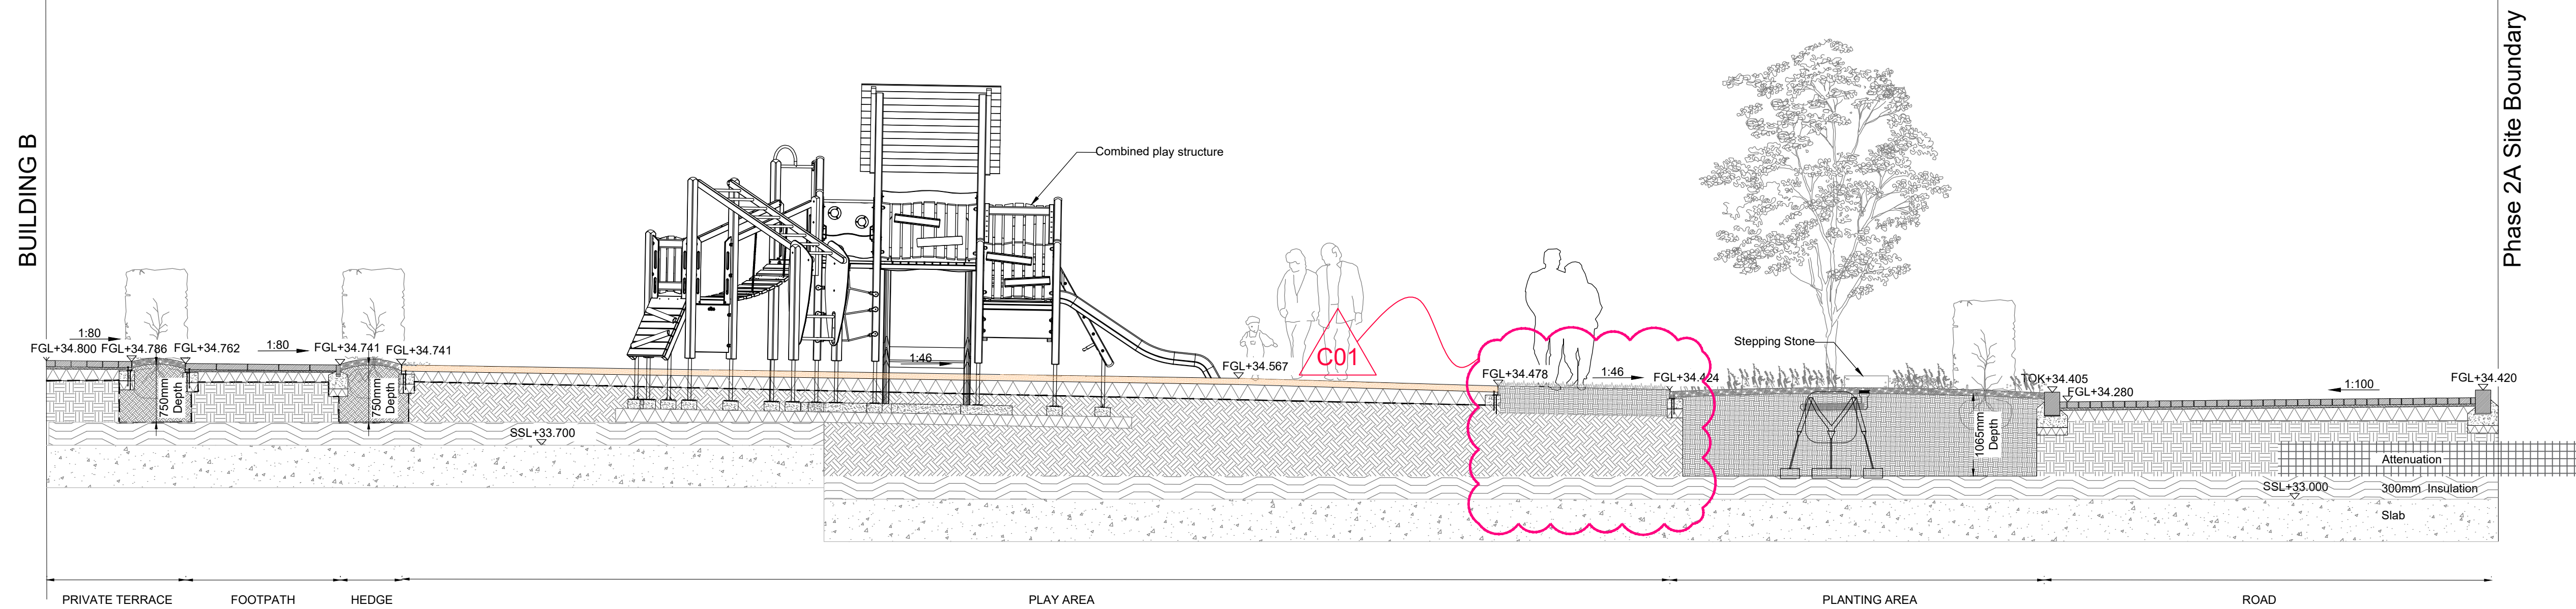 BUILDING B
Phase 2A Site Boundary
Combined play structure
Stepping Stone
1:80
FGL+34.800
FGL+34.786
FGL+34.762
1:80
FGL+34.741
FGL+34.741
1:46
FGL+34.567
C01
FGL+34.478
1:46
FGL+34.424
TOK+34.405
FGL+34.280
1:100
FGL+34.420
750mm
Depth
750mm
Depth
1065mm
Depth
SSL+33.700
Attenuation
SSL+33.000
300mm Insulation
Slab
PRIVATE TERRACE
FOOTPATH
HEDGE
PLAY AREA
PLANTING AREA
ROAD